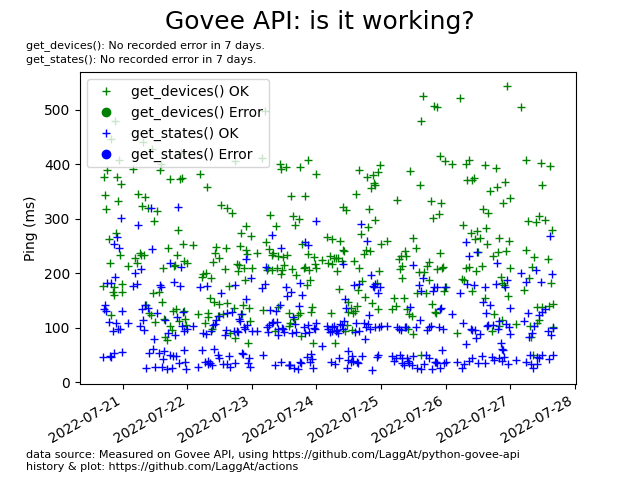 Govee API: is it working?
get_devices(): No recorded error in 7 days.
get_states(): No recorded error in 7 days.
get_devices() OK
get_devices() Error
get_states() OK
get_states() Error
Ping (ms)
500
400
300
200
100
0
2022-07-21
2022-07-22
2022-07-23
2022-07-24
2022-07-25
2022-07-26
2022-07-27
2022-07-28
data source: Measured on Govee API, using https://github.com/LaggAt/python-govee-api
history & plot: https://github.com/LaggAt/actions